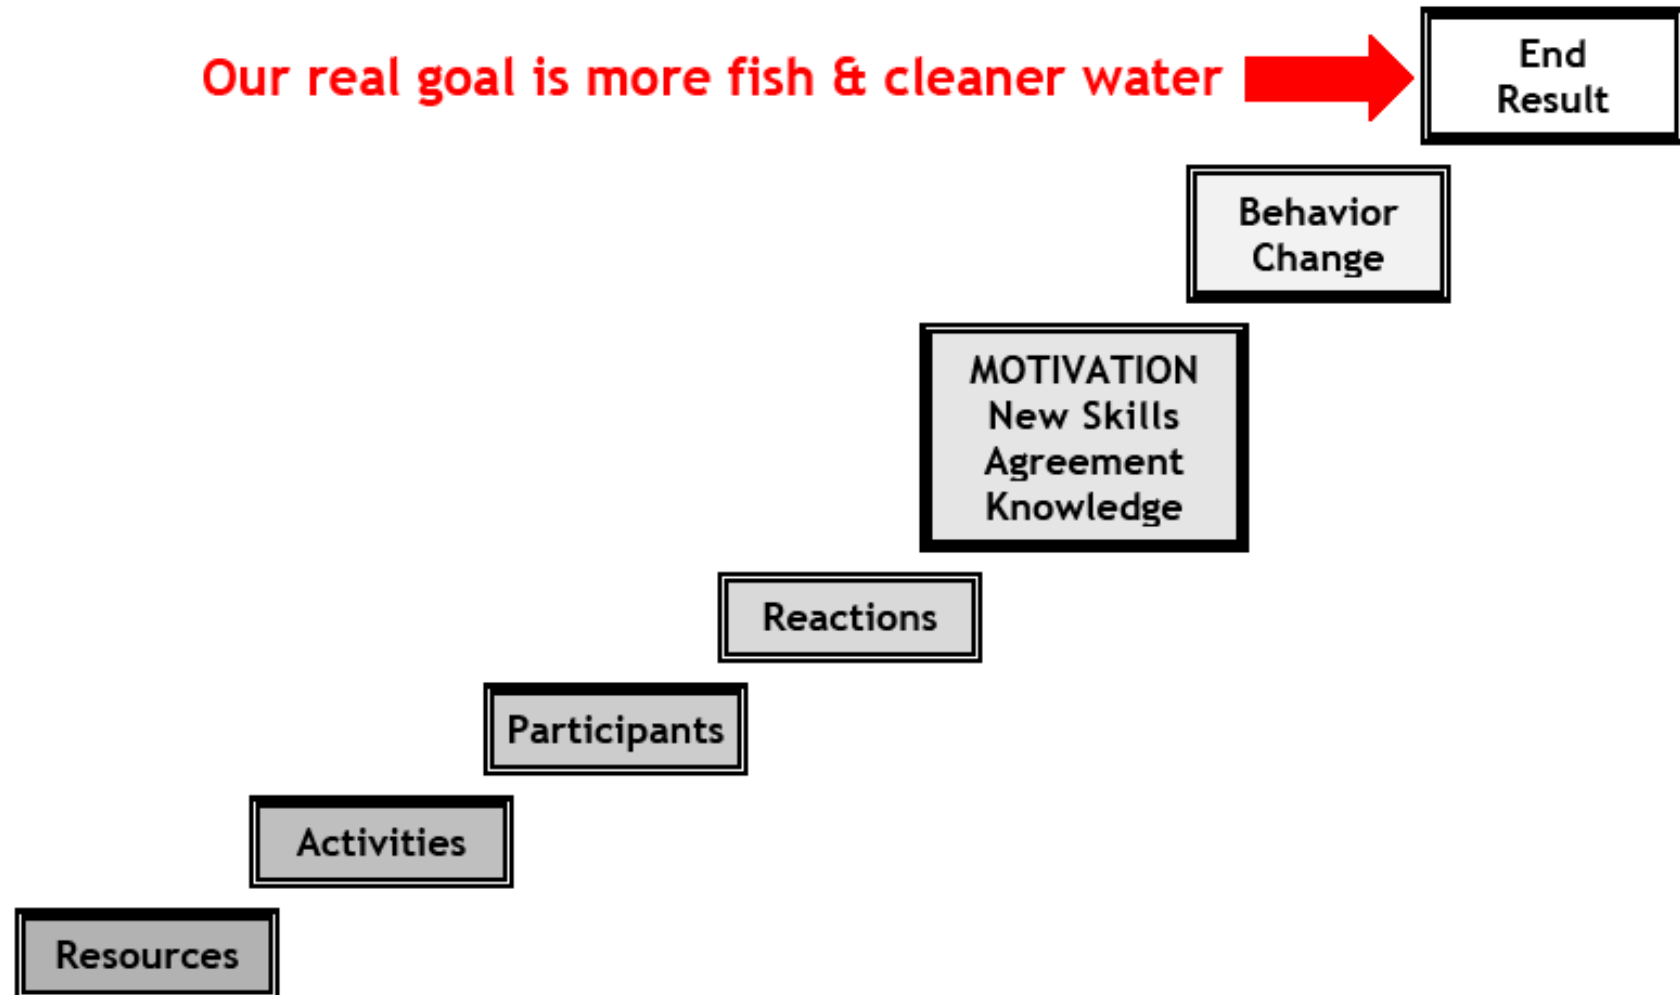 Our real goal is more fish & cleaner water
End
Result
Behavior
Change
MOTIVATION
New Skills
Agreement
Knowledge
Reactions
Participants
Activities
Resources